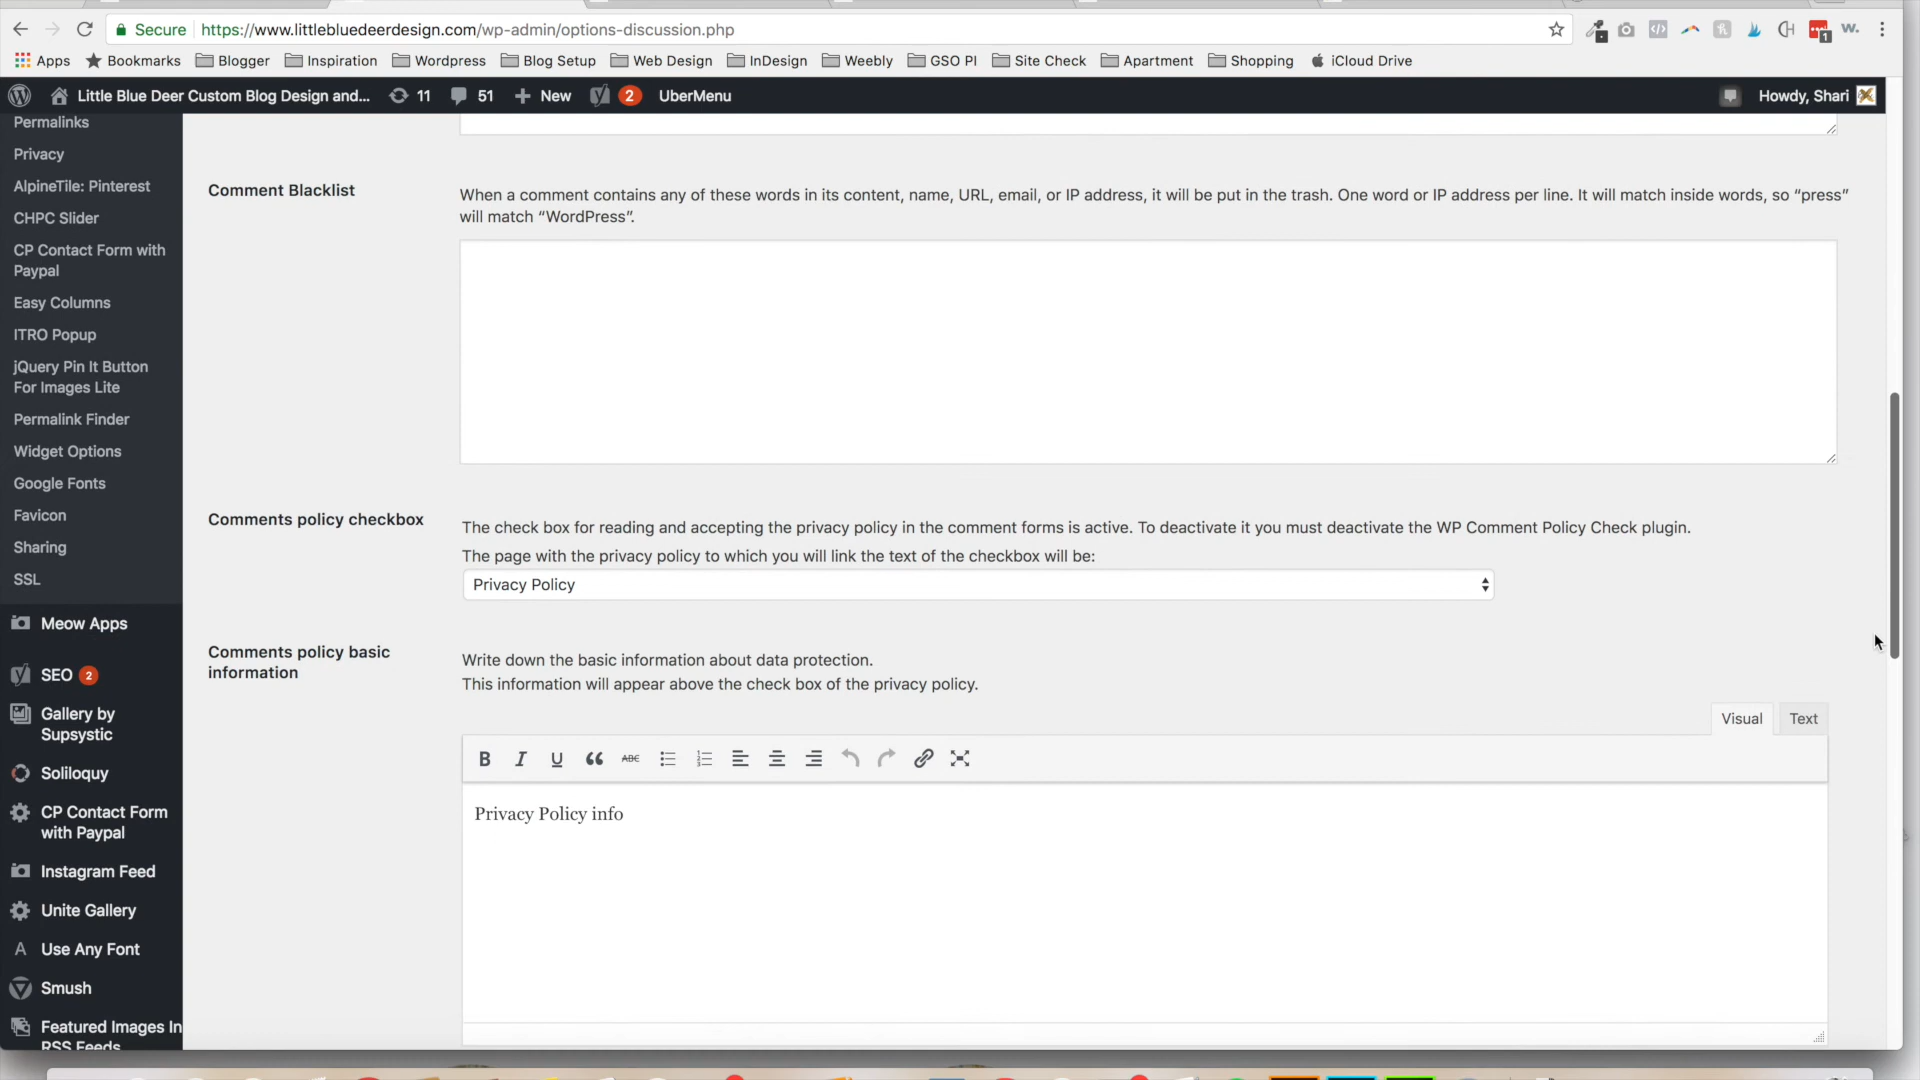 Secure https://www.littlebluedeerdesign.com/wp-admin/options-discussion.php
Apps Bookmarks Blogger Inspiration Wordpress Blog Setup Web Design InDesign Weebly GSO PI Site Check Apartment Shopping iCloud Drive
Little Blue Deer Custom Blog Design and... 11 51 New 2 UberMenu Howdy, Shari
Permalinks
Privacy
AlpineTile: Pinterest
CHPC Slider
CP Contact Form with
Paypal
Easy Columns
ITRO Popup
jQuery Pin It Button
For Images Lite
Permalink Finder
Widget Options
Google Fonts
Favicon
Sharing
SSL
Meow Apps
SEO 2
Gallery by
Supsystic
Soliloquy
CP Contact Form
with Paypal
Instagram Feed
Unite Gallery
Use Any Font
Smush
Featured Images In
RSS Feeds
Comment Blacklist
When a comment contains any of these words in its content, name, URL, email, or IP address, it will be put in the trash. One word or IP address per line. It will match inside words, so “press”
will match “WordPress”.
Comments policy checkbox
The check box for reading and accepting the privacy policy in the comment forms is active. To deactivate it you must deactivate the WP Comment Policy Check plugin.
The page with the privacy policy to which you will link the text of the checkbox will be:
Privacy Policy
Comments policy basic
information
Write down the basic information about data protection.
This information will appear above the check box of the privacy policy.
Visual Text
B I U ABC
Privacy Policy info